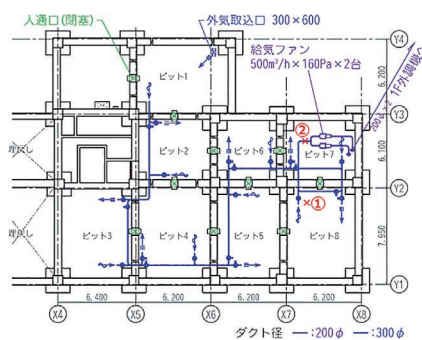 人通口(閉塞)
外気取込口 300×600
Y4
ピット1
給気ファン
500m³/h×160Pa×2台
6,200
Y3
②
ピット2
ピット6
ピット7
6,100
Y2
×①
ピット3
ピット4
ピット5
ピット8
7,950
Y1
6,400
6,200
6,200
6,200
X4
X5
X6
X7
X8
ダクト径 ―:200φ ―:300φ